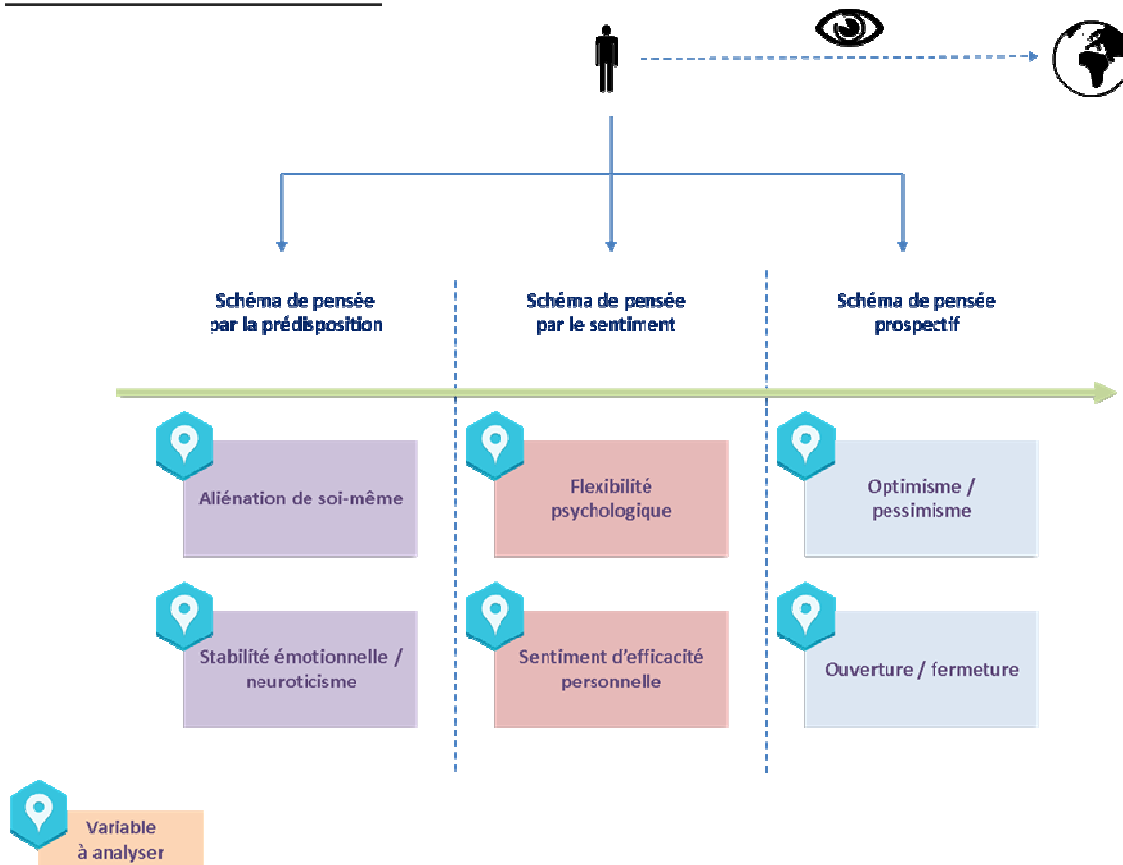 Schéma de pensée
par la prédisposition
Schéma de pensée
par le sentiment
Schéma de pensée
prospectif
Aliénation de soi-même
Flexibilité
psychologique
Optimisme /
pessimisme
Stabilité émotionnelle /
neuroticisme
Sentiment d'efficacité
personnelle
Ouverture / fermeture
Variable
à analyser